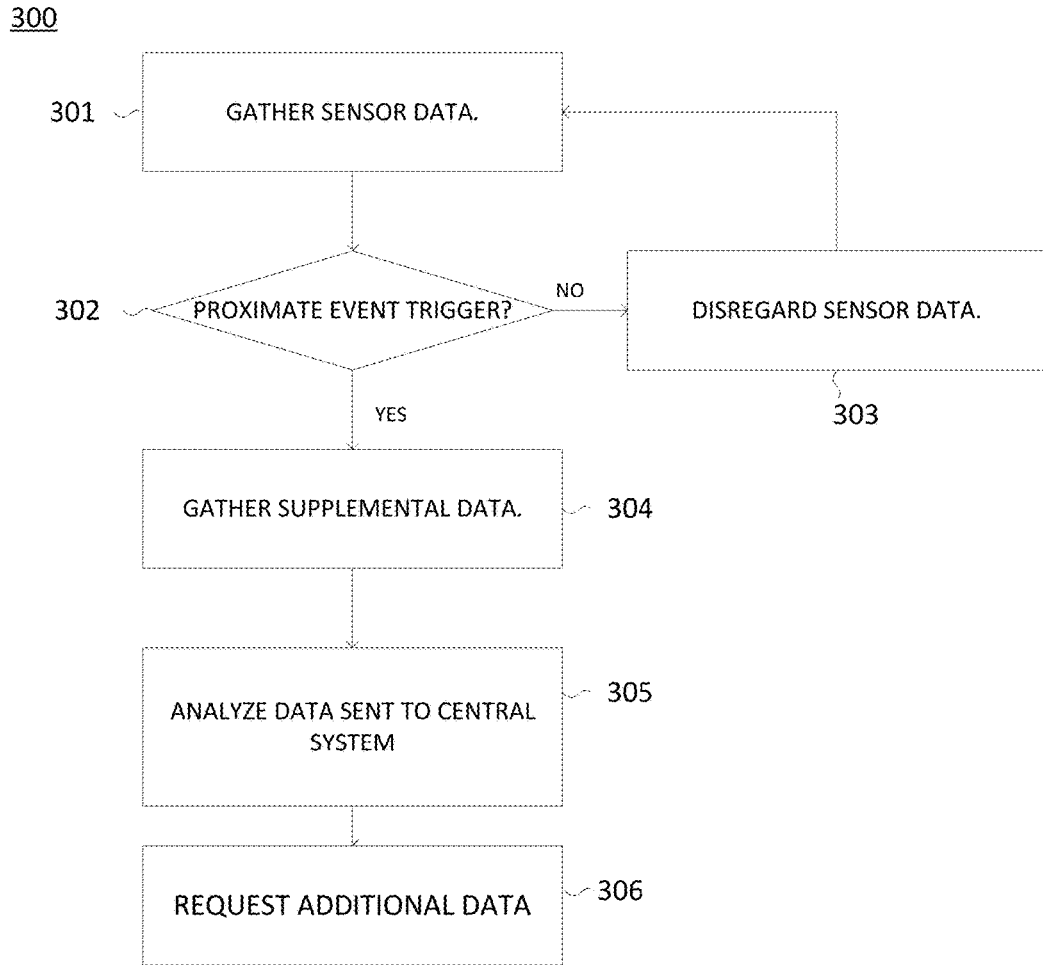 300
301
GATHER SENSOR DATA.
302
PROXIMATE EVENT TRIGGER?
NO
DISREGARD SENSOR DATA.
303
YES
GATHER SUPPLEMENTAL DATA.
304
ANALYZE DATA SENT TO CENTRAL
SYSTEM
305
REQUEST ADDITIONAL DATA
306